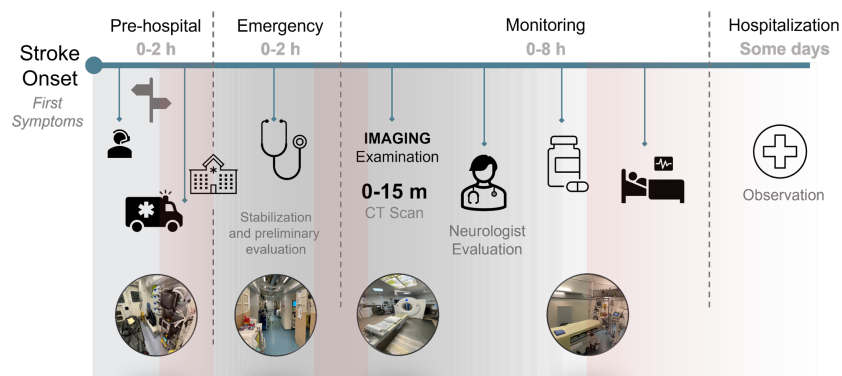 Pre-hospital
0-2 h
Emergency
0-2 h
Monitoring
0-8 h
Hospitalization
Some days
Stroke
Onset
First
Symptoms
Stabilization
and preliminary
evaluation
IMAGING
Examination
0-15 m
CT Scan
Neurologist
Evaluation
Observation